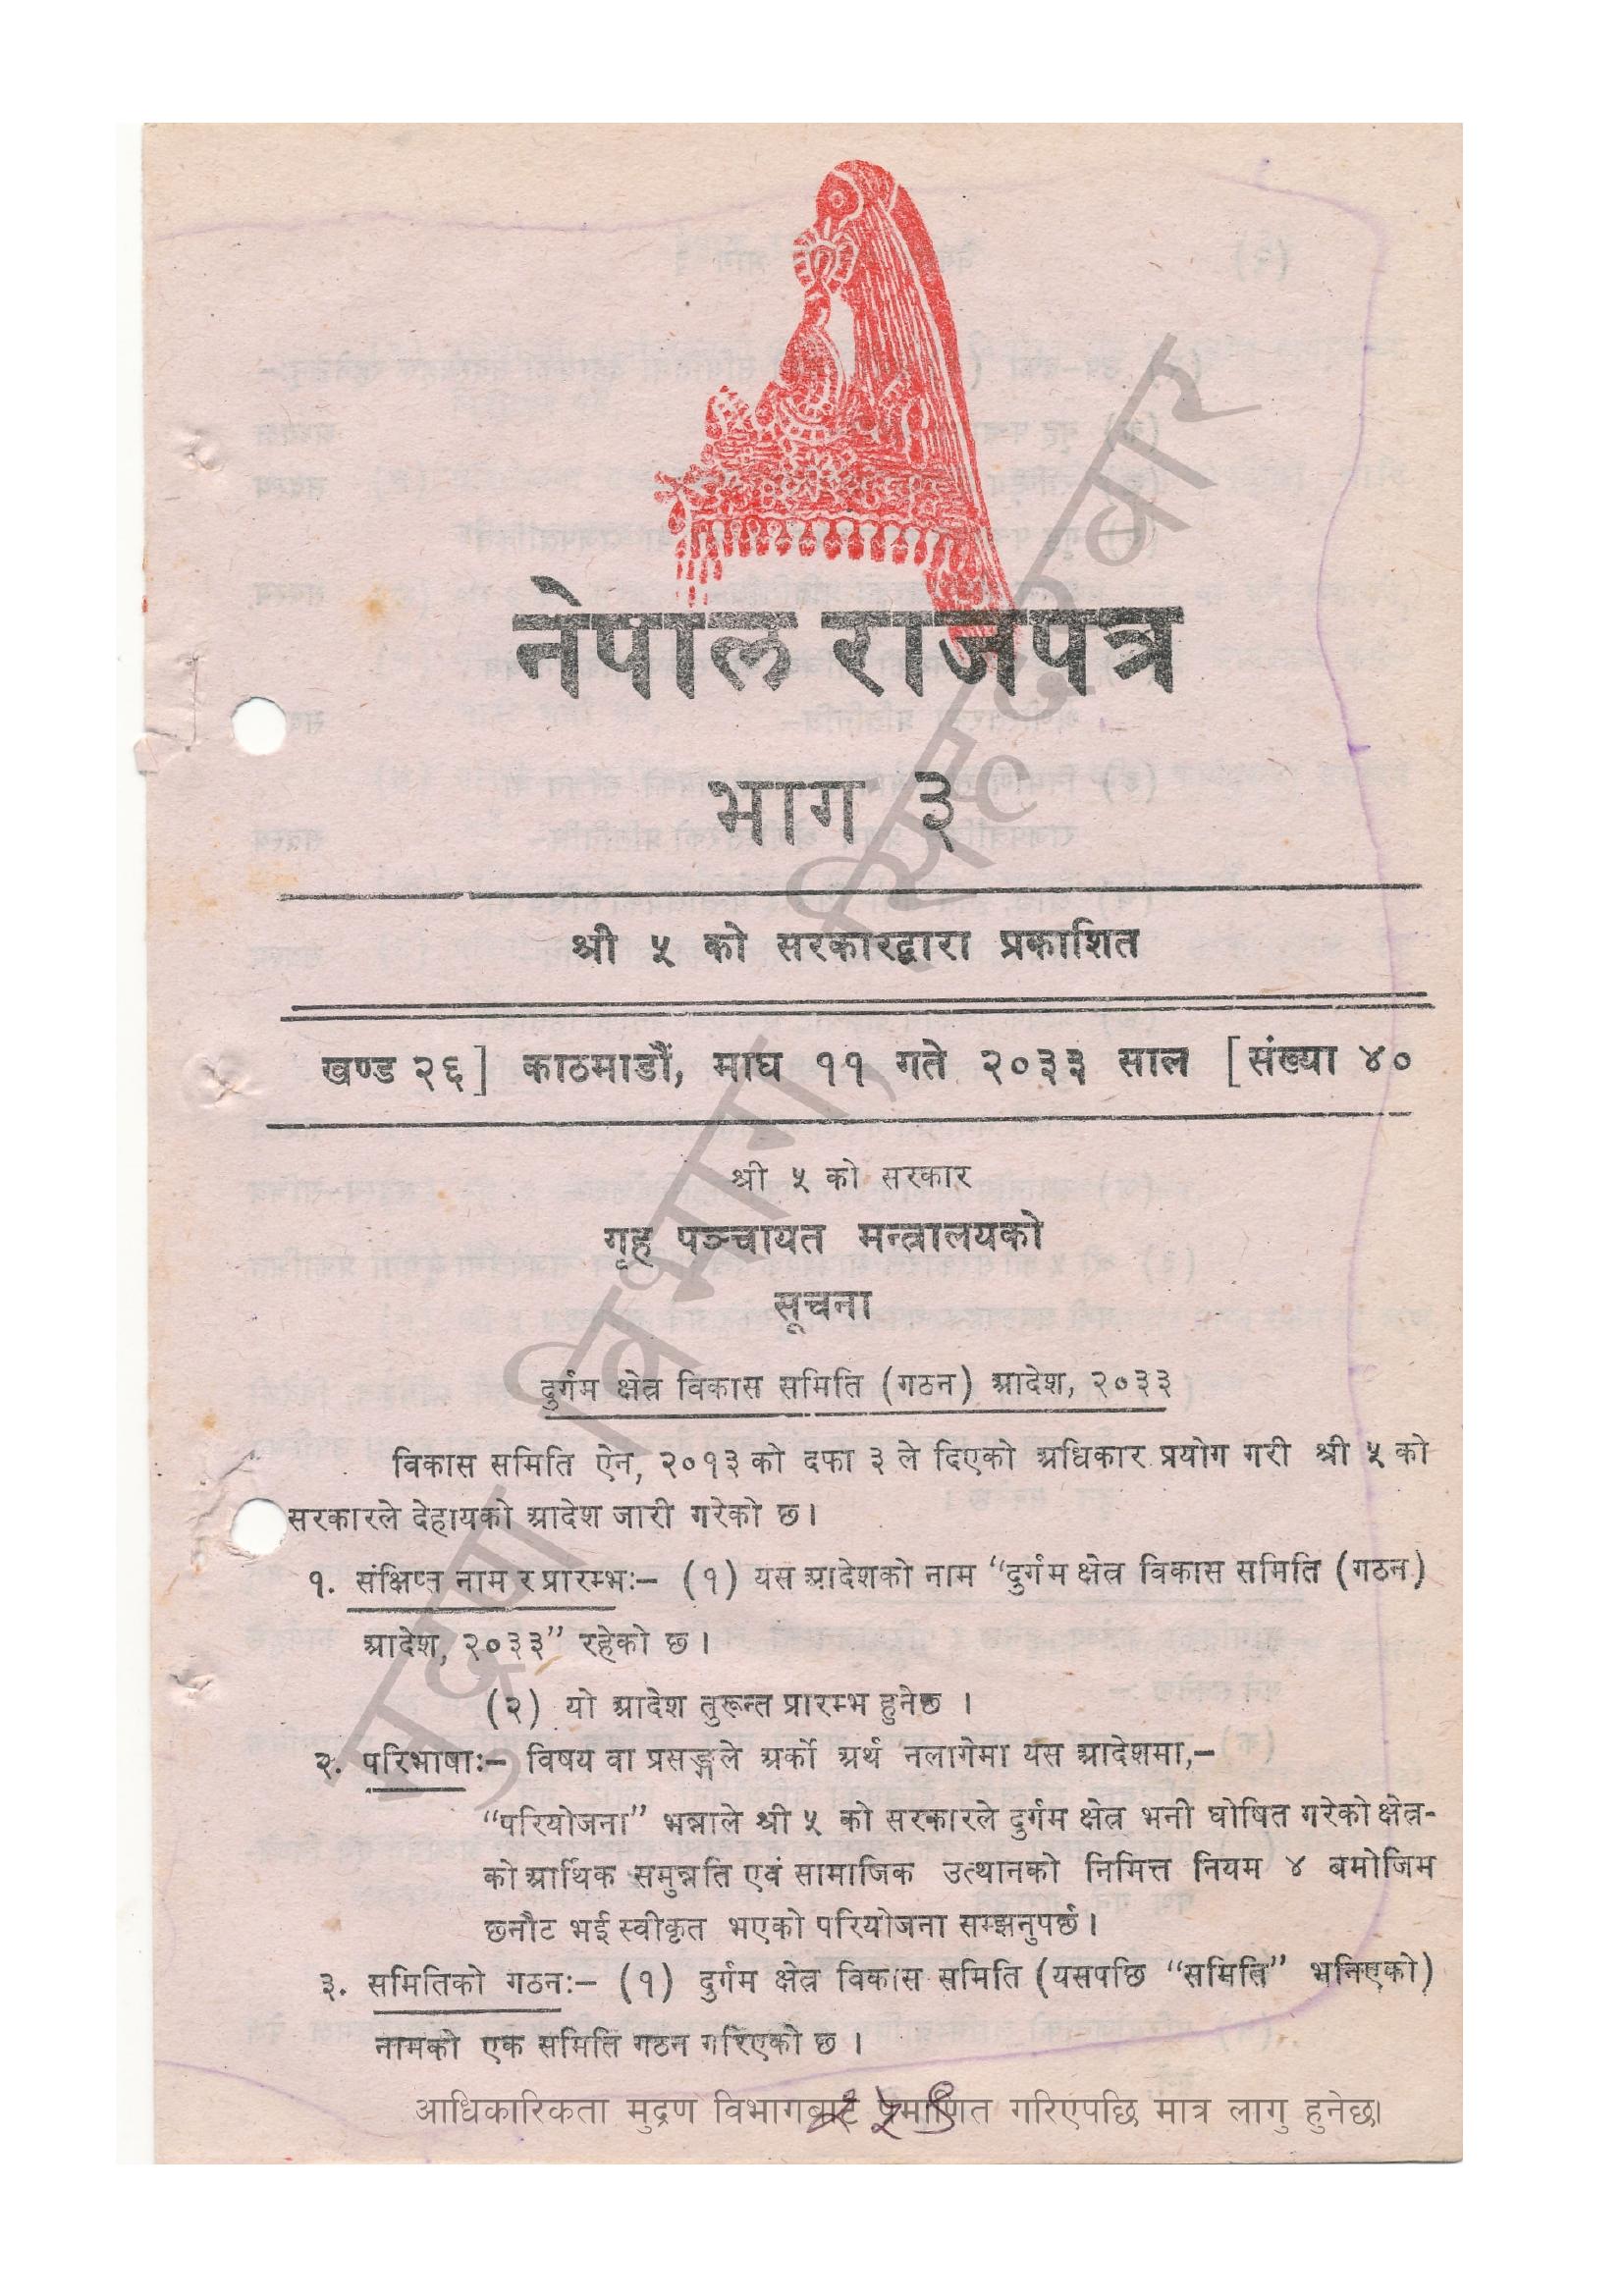 नेपाल राजपत्र
भाग ३
श्री ५ को सरकारद्वारा प्रकाशित
खण्ड २६] काठमाडौं, माघ ११ गते २०३३ साल [संख्या ४०
श्री ५ को सरकार
गृह पञ्चायत मन्त्रालयको
सूचना
दुर्गम क्षेत्र विकास समिति (गठन) आदेश, २०३३
विकास समिति ऐन, २०१३ को दफा ३ ले दिएको अधिकार प्रयोग गरी श्री ५ को
सरकारले देहायको आदेश जारी गरेको छ।
१. संक्षिप्त नाम र प्रारम्भः– (१) यस आदेशको नाम “दुर्गम क्षेत्र विकास समिति (गठन)
आदेश, २०३३” रहेको छ।
(२) यो आदेश तुरून्त प्रारम्भ हुनेछ ।
२. परिभाषाः– विषय वा प्रसङ्गले अर्को अर्थ नलागेमा यस आदेशमा,–
“परियोजना” भन्नाले श्री ५ को सरकारले दुर्गम क्षेत्र भनी घोषित गरेको क्षेत्र-
को आर्थिक समुन्नति एवं सामाजिक उत्थानको निमित्त नियम ४ बमोजिम
छनौट भई स्वीकृत भएको परियोजना सम्झनुपर्छ।
३. समितिको गठनः– (१) दुर्गम क्षेत्र विकास समिति (यसपछि “समिति” भनिएको)
नामको एक समिति गठन गरिएको छ ।
आधिकारिकता मुद्रण विभागबाट प्रमाणित गरिएपछि मात्र लागु हुनेछ।
मुद्रण विभाग, सिंहदरबार